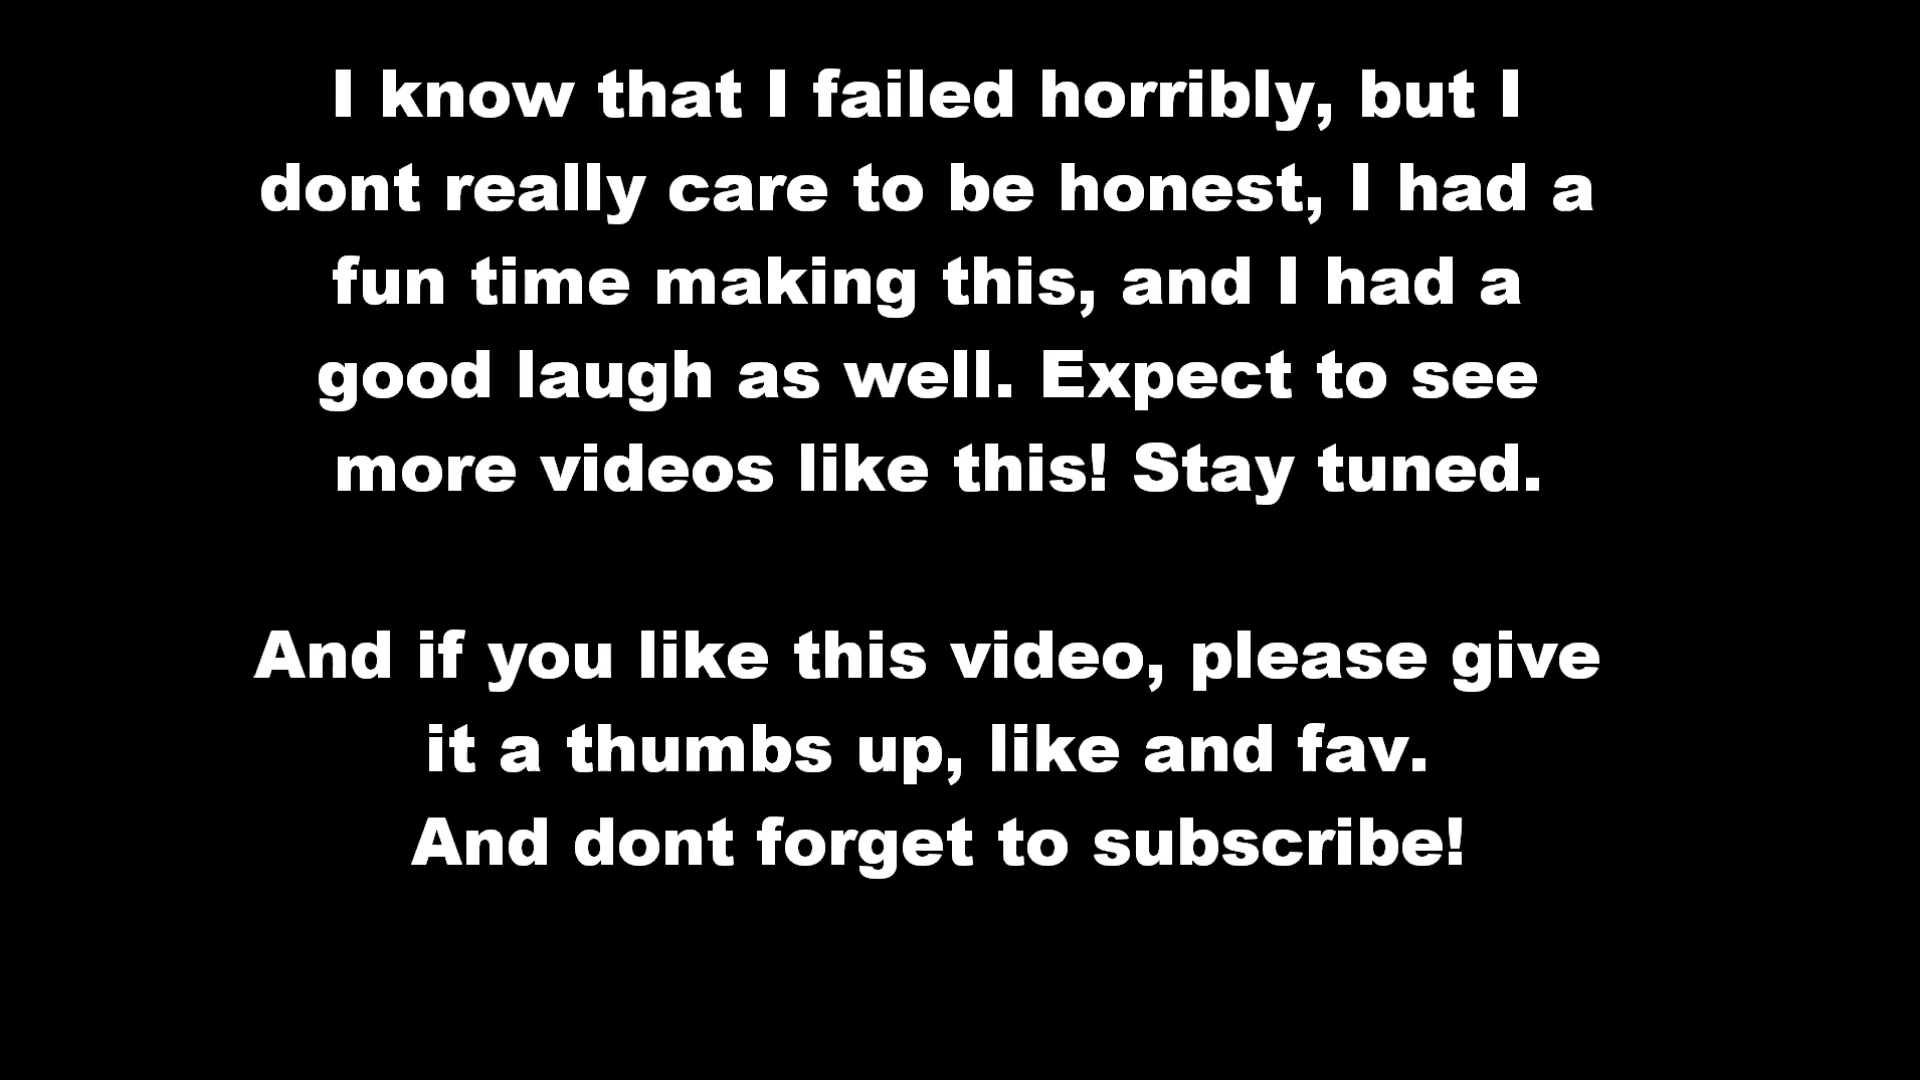 I know that I failed horribly, but I
dont really care to be honest, I had a
fun time making this, and I had a
good laugh as well. Expect to see
more videos like this! Stay tuned.
And if you like this video, please give
it a thumbs up, like and fav.
And dont forget to subscribe!